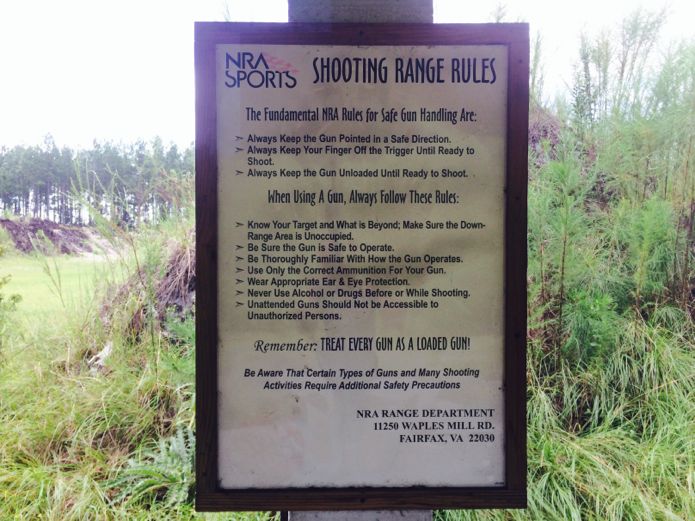 NRA
SPORTS
SHOOTING RANGE RULES
The Fundamental NRA Rules for Safe Gun Handling Are:
➣ Always Keep the Gun Pointed in a Safe Direction.
➣ Always Keep Your Finger Off the Trigger Until Ready to
Shoot.
➣ Always Keep the Gun Unloaded Until Ready to Shoot.
When Using A Gun, Always Follow These Rules:
➣ Know Your Target and What is Beyond; Make Sure the Down-
Range Area is Unoccupied.
➣ Be Sure the Gun is Safe to Operate.
➣ Be Thoroughly Familiar With How the Gun Operates.
➣ Use Only the Correct Ammunition For Your Gun.
➣ Wear Appropriate Ear & Eye Protection.
➣ Never Use Alcohol or Drugs Before or While Shooting.
➣ Unattended Guns Should Not be Accessible to
Unauthorized Persons.
Remember: TREAT EVERY GUN AS A LOADED GUN!
Be Aware That Certain Types of Guns and Many Shooting
Activities Require Additional Safety Precautions
NRA RANGE DEPARTMENT
11250 WAPLES MILL RD.
FAIRFAX, VA 22030